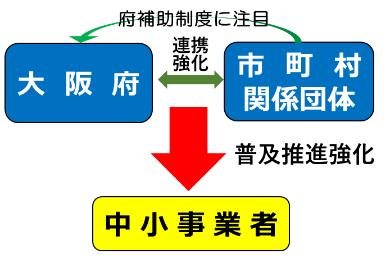 府補助制度に注目
大阪府
連携
強化
市町村
関係団体
普及推進強化
中小事業者